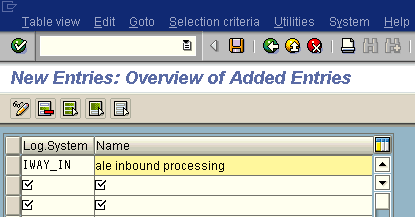 Table view Edit Goto Selection criteria Utilities System Help
New Entries: Overview of Added Entries
Log.System Name
IWAY_IN ale inbound processing